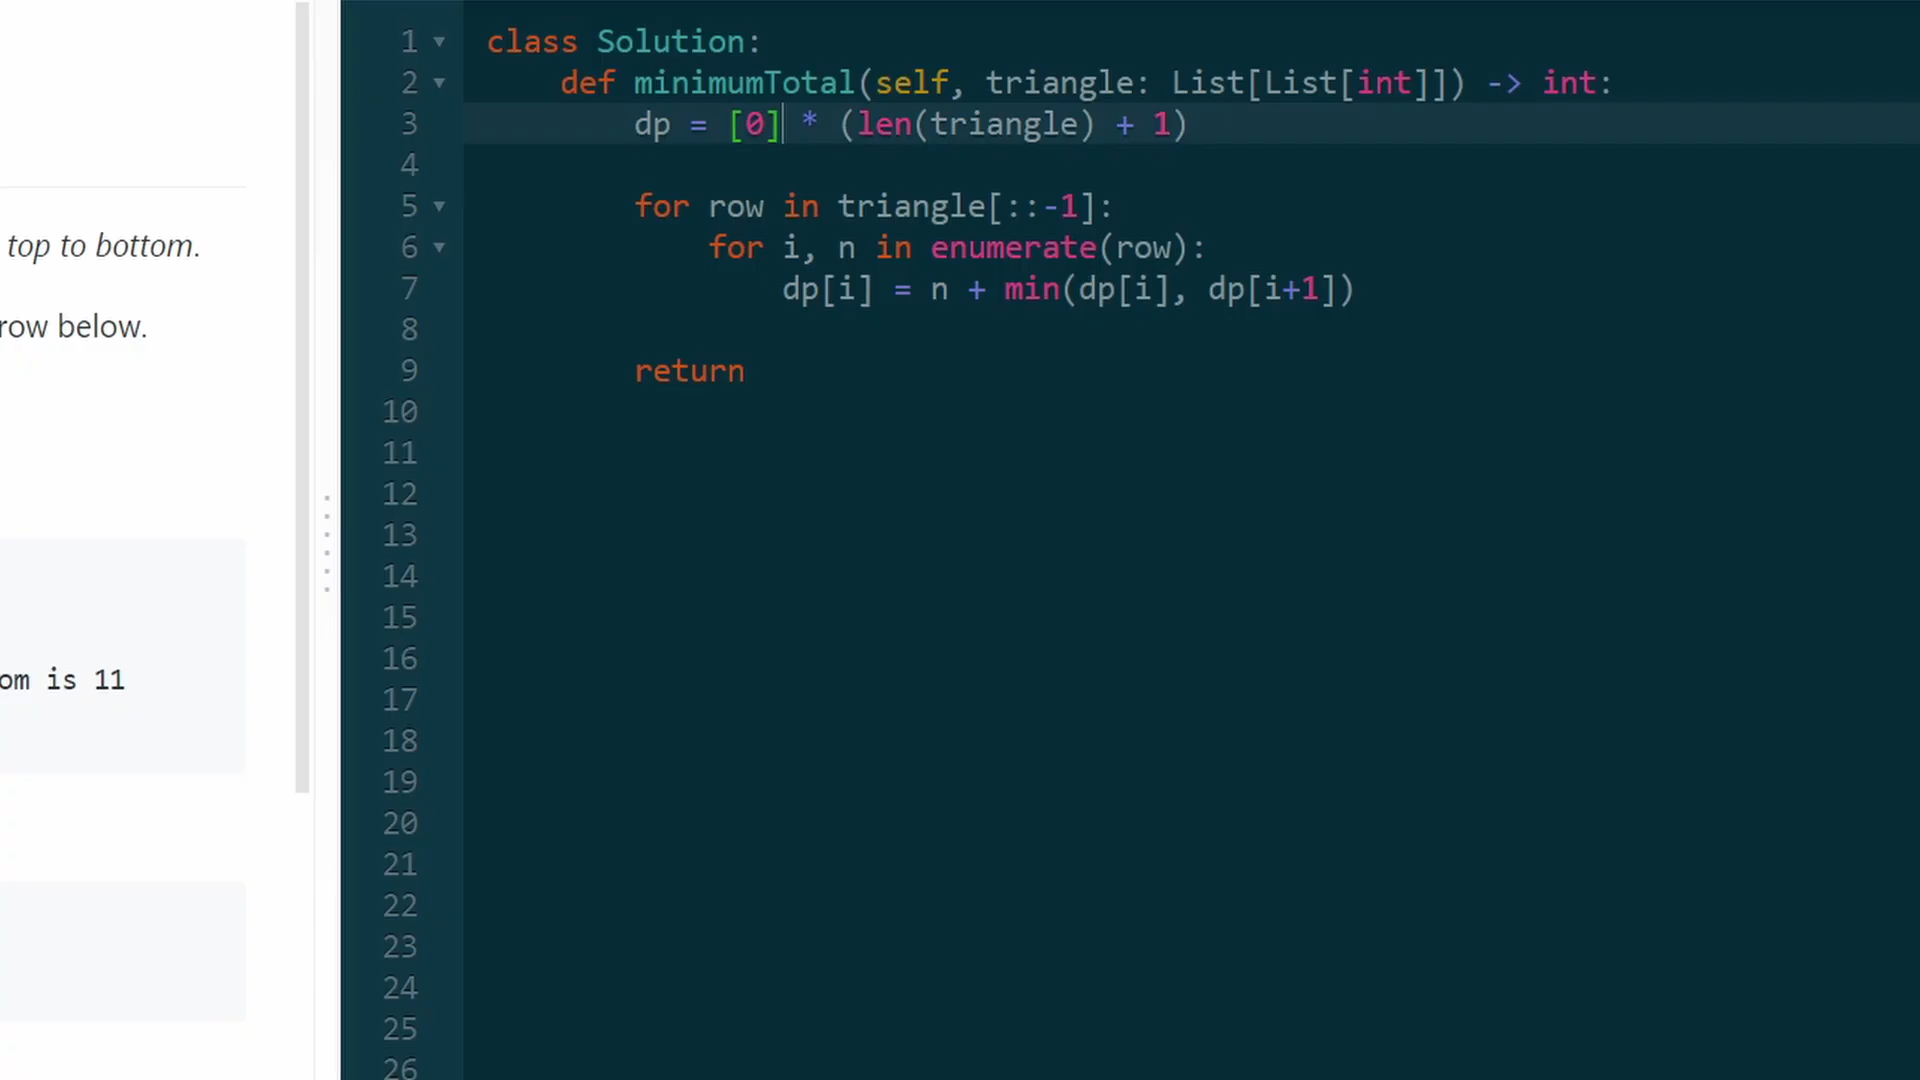 top to bottom.
row below.
om is 11
1 class Solution:
2 def minimumTotal(self, triangle: List[List[int]]) -> int:
3 dp = [0] * (len(triangle) + 1)
4
5 for row in triangle[::-1]:
6 for i, n in enumerate(row):
7 dp[i] = n + min(dp[i], dp[i+1])
8
9 return
10
11
12
13
14
15
16
17
18
19
20
21
22
23
24
25
26